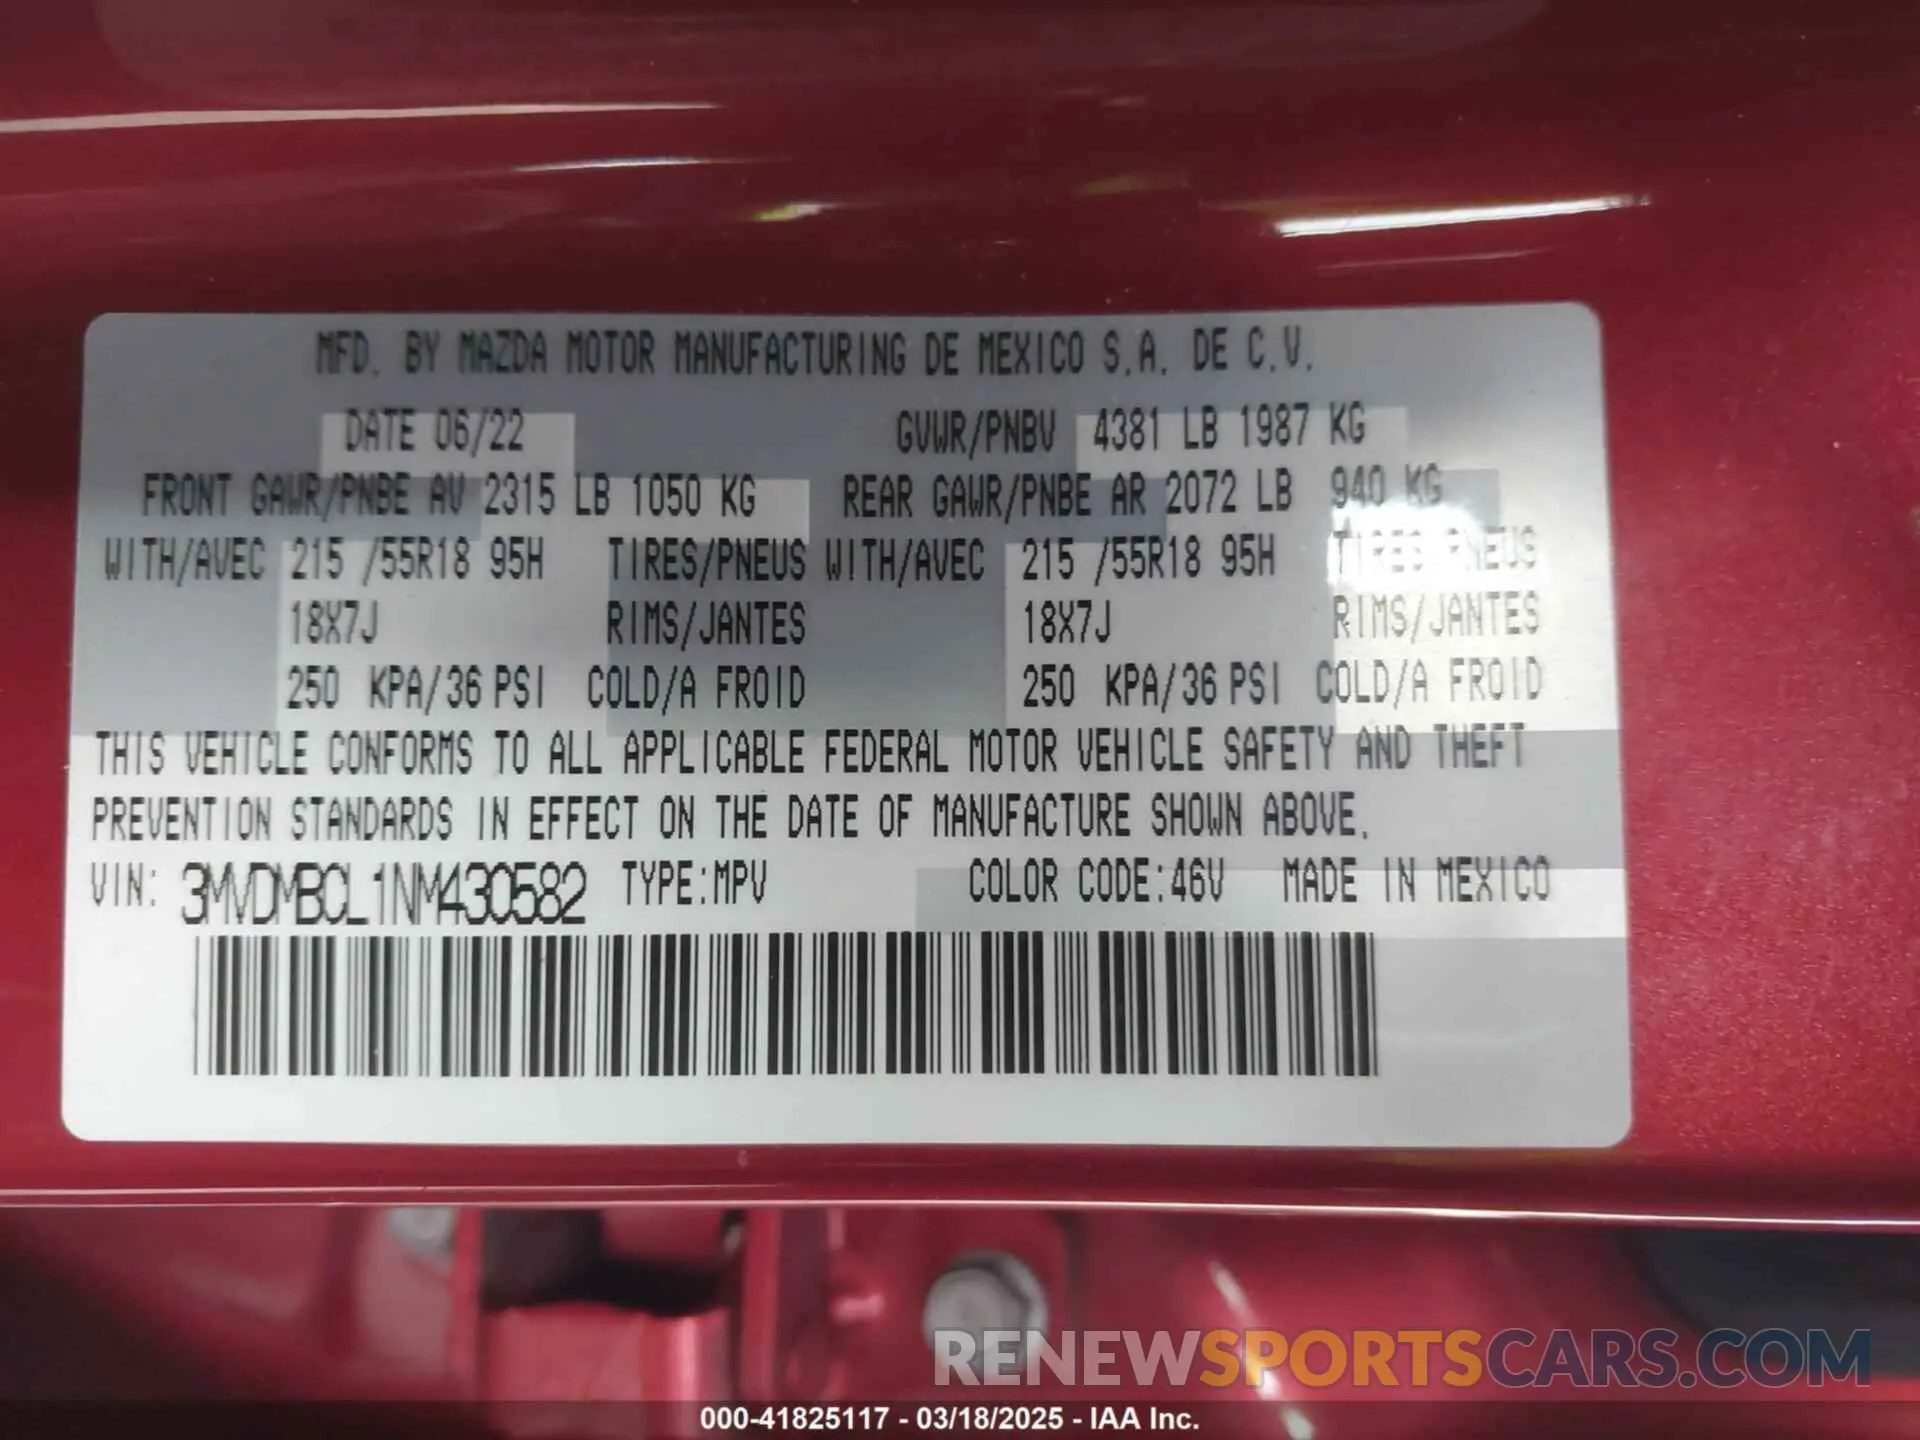 MFD. BY MAZDA MOTOR MANUFACTURING DE MEXICO S.A. DE C.V.
DATE 06/22 GVWR/PNBV 4381 LB 1987 KG
FRONT GAWR/PNBE AV 2315 LB 1050 KG REAR GAWR/PNBE AR 2072 LB 940 KG
WITH/AVEC 215 /55R18 95H TIRES/PNEUS WITH/AVEC 215 /55R18 95H TIRES PNEUS
18X7J RIMS/JANTES 18X7J RIMS/JANTES
250 KPA/36 PSI COLD/A FROID 250 KPA/36 PSI COLD/A FROID
THIS VEHICLE CONFORMS TO ALL APPLICABLE FEDERAL MOTOR VEHICLE SAFETY AND THEFT
PREVENTION STANDARDS IN EFFECT ON THE DATE OF MANUFACTURE SHOWN ABOVE.
VIN: 3MVDMBCL1NM430582 TYPE:MPV COLOR CODE:46V MADE IN MEXICO
RENEWSPORTSCARS.COM
000-41825117 - 03/18/2025 - IAA Inc.